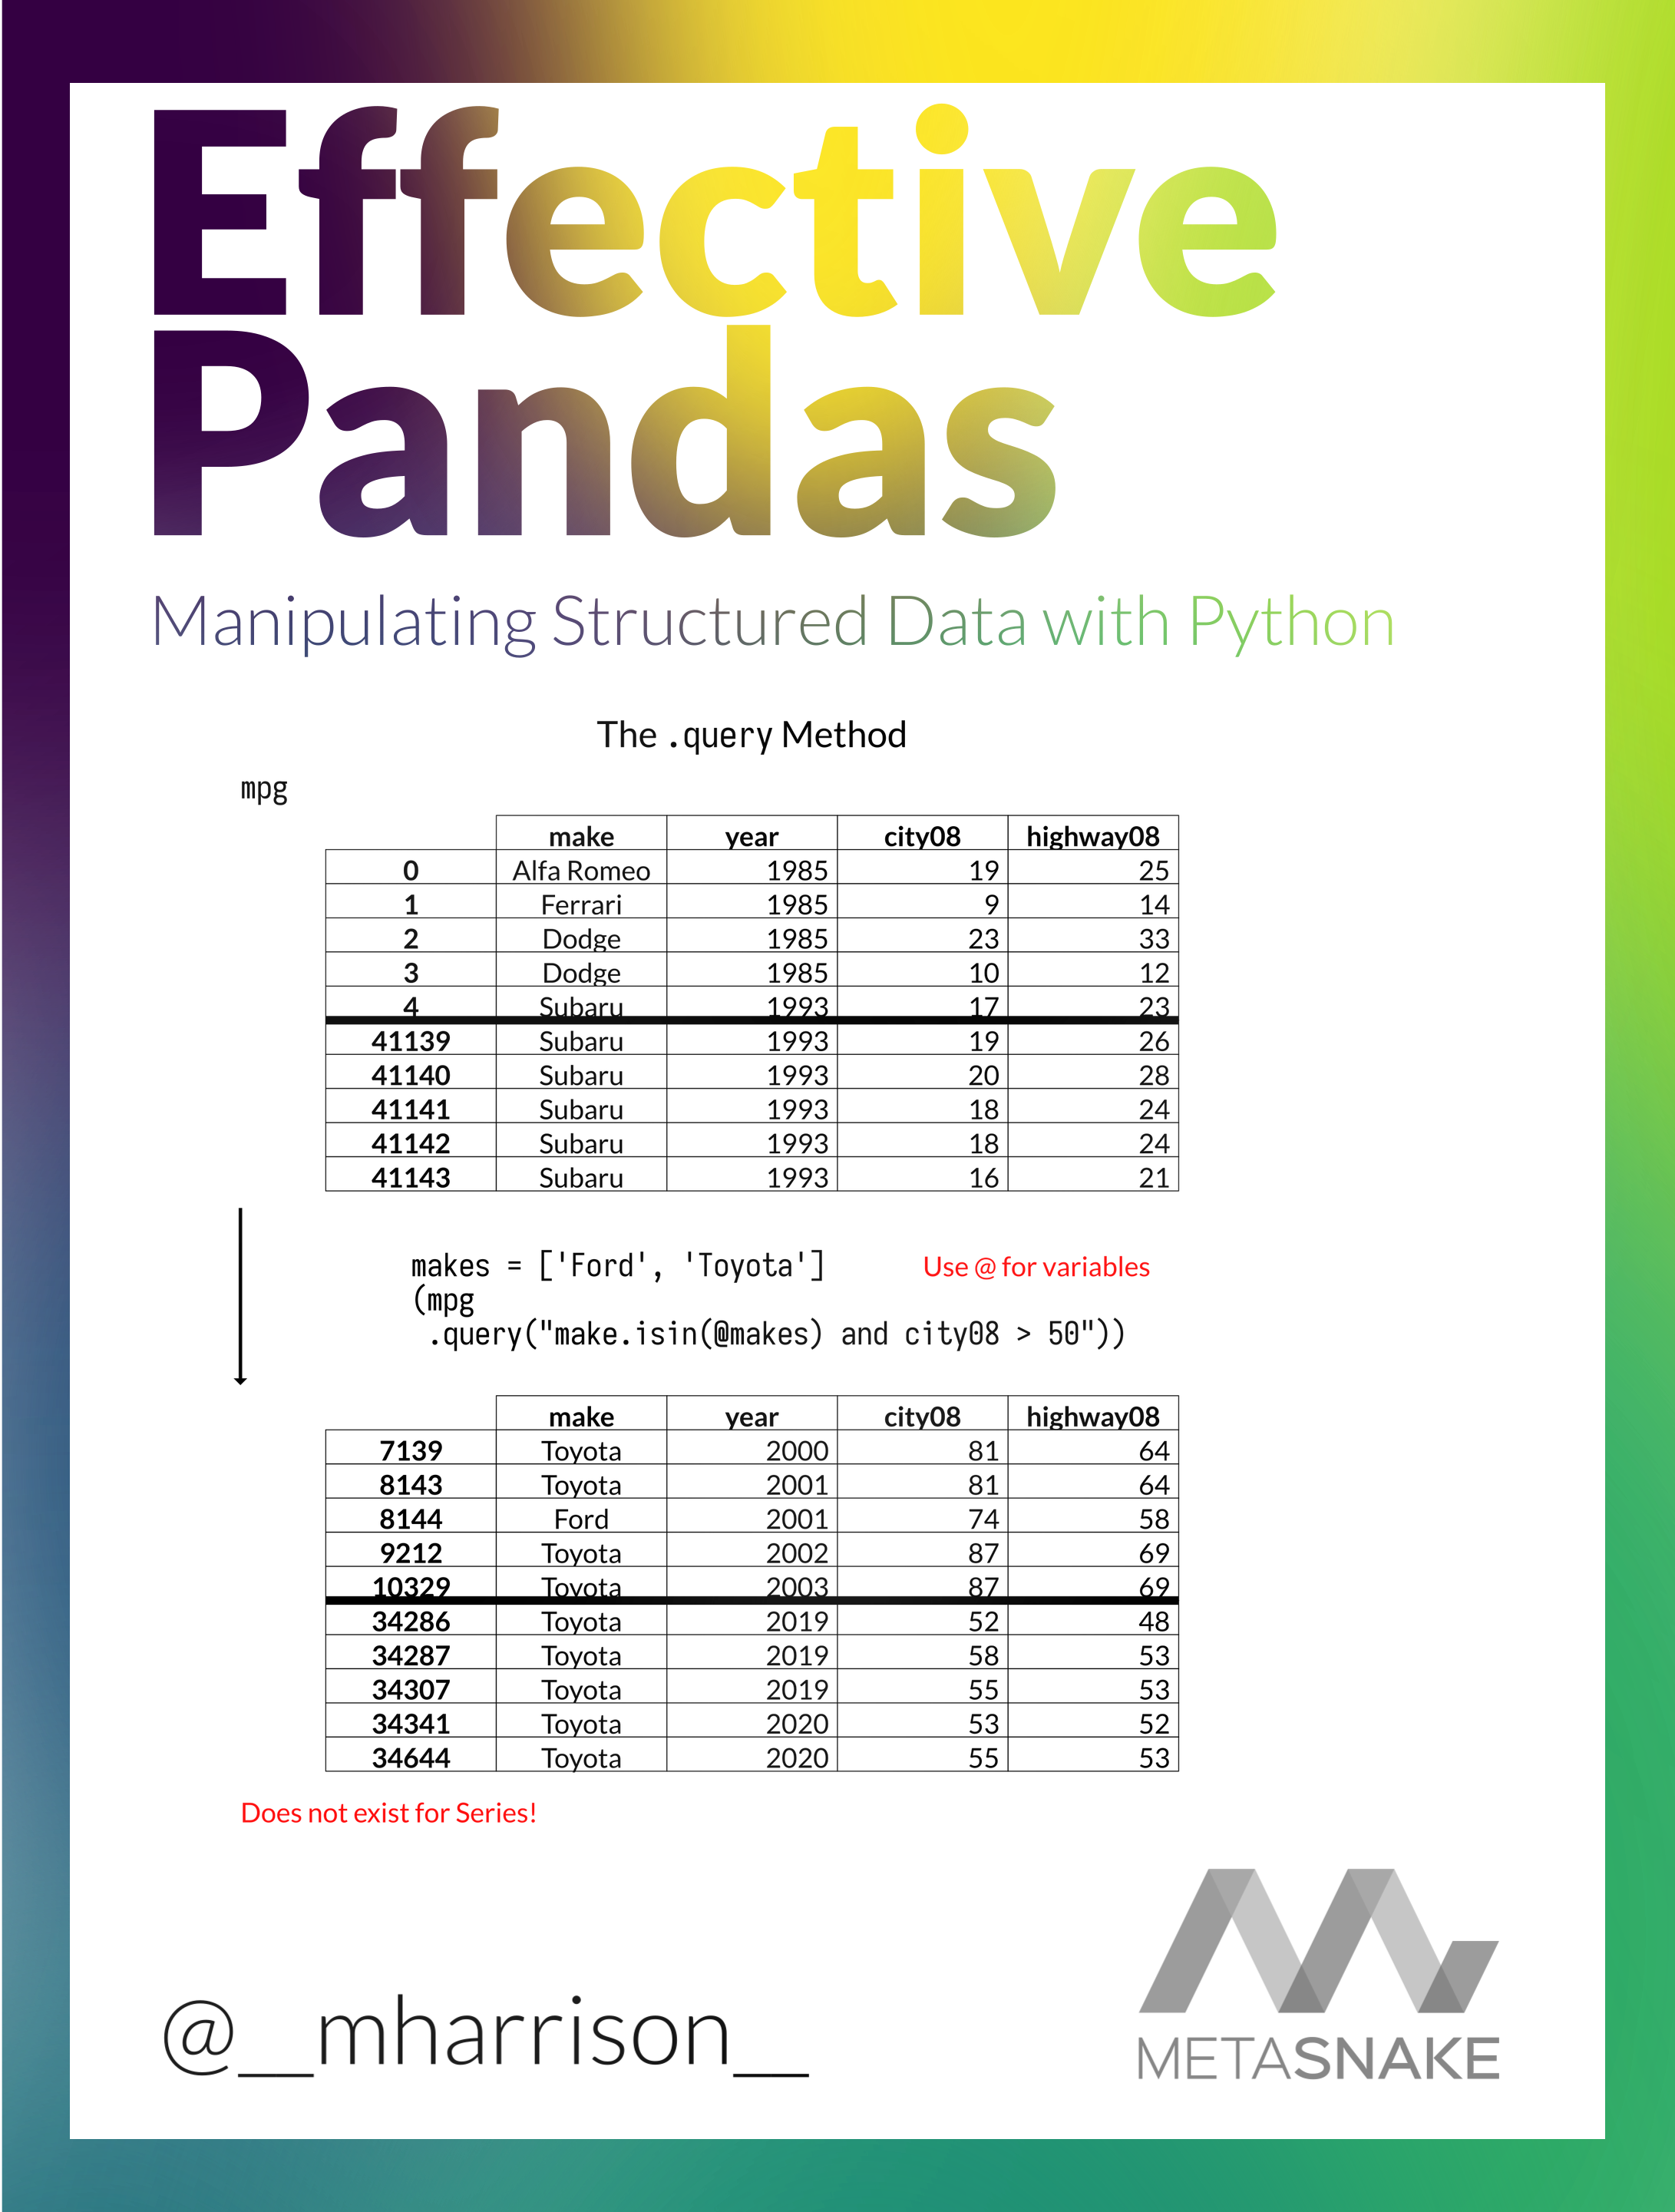 Effective
Pandas
Manipulating Structured Data with Python
The .query Method
mpg
make year city08 highway08
0 Alfa Romeo 1985 19 25
1 Ferrari 1985 9 14
2 Dodge 1985 23 33
3 Dodge 1985 10 12
4 Subaru 1993 17 23
41139 Subaru 1993 19 26
41140 Subaru 1993 20 28
41141 Subaru 1993 18 24
41142 Subaru 1993 18 24
41143 Subaru 1993 16 21
makes = ['Ford', 'Toyota'] Use @ for variables
(mpg
.query("make.isin(@makes) and city08 > 50"))
make year city08 highway08
7139 Toyota 2000 81 64
8143 Toyota 2001 81 64
8144 Ford 2001 74 58
9212 Toyota 2002 87 69
10329 Toyota 2003 87 69
34286 Toyota 2019 52 48
34287 Toyota 2019 58 53
34307 Toyota 2019 55 53
34341 Toyota 2020 53 52
34644 Toyota 2020 55 53
Does not exist for Series!
@__mharrison__
METASNAKE